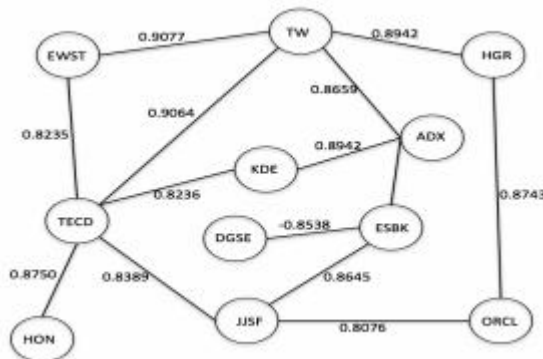 0.9077
TW
0.8942
EWST
HGR
0.8659
0.9064
0.8235
ADX
0.8942
KDE
0.8236
0.8743
TECD
DGSE
-0.8538
ESBK
0.8750
0.8389
0.8645
HON
JJSF
0.8076
ORCL